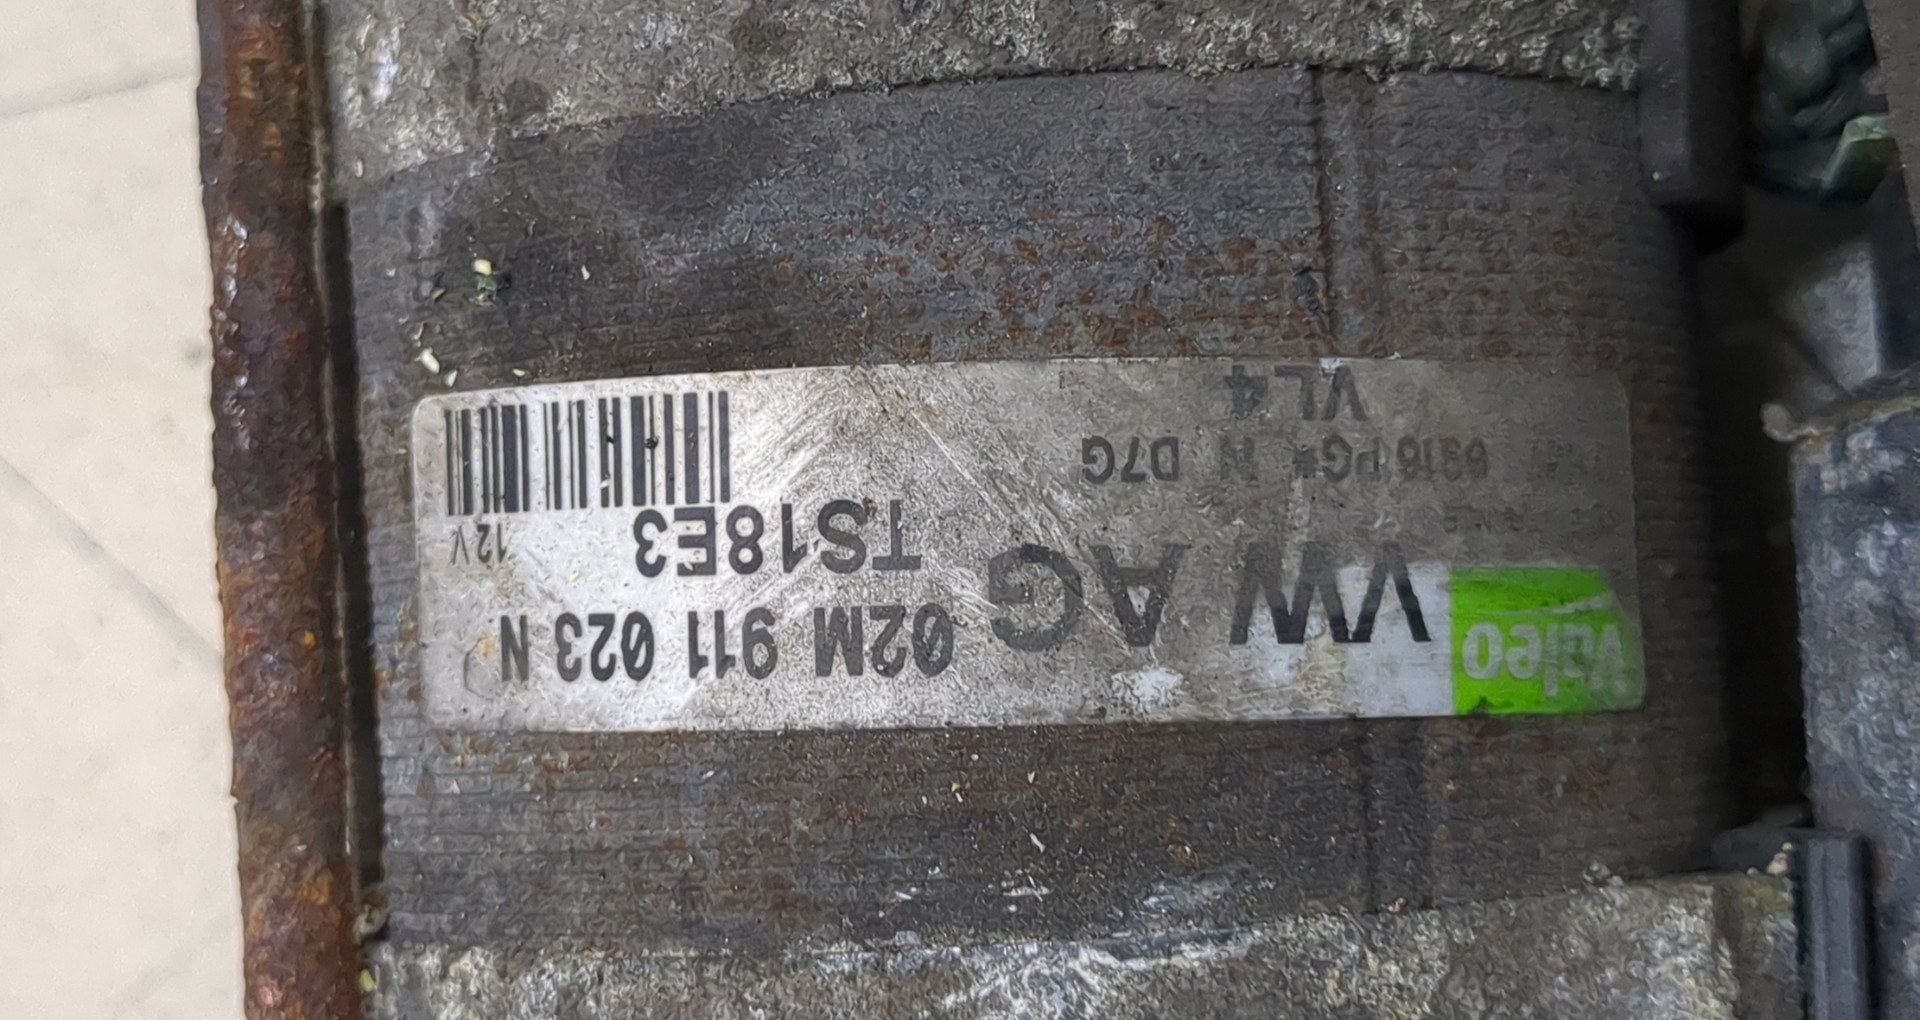 Valeo
VW AG
02M 911 023 N
TS18E3
12V
D7G
VL4